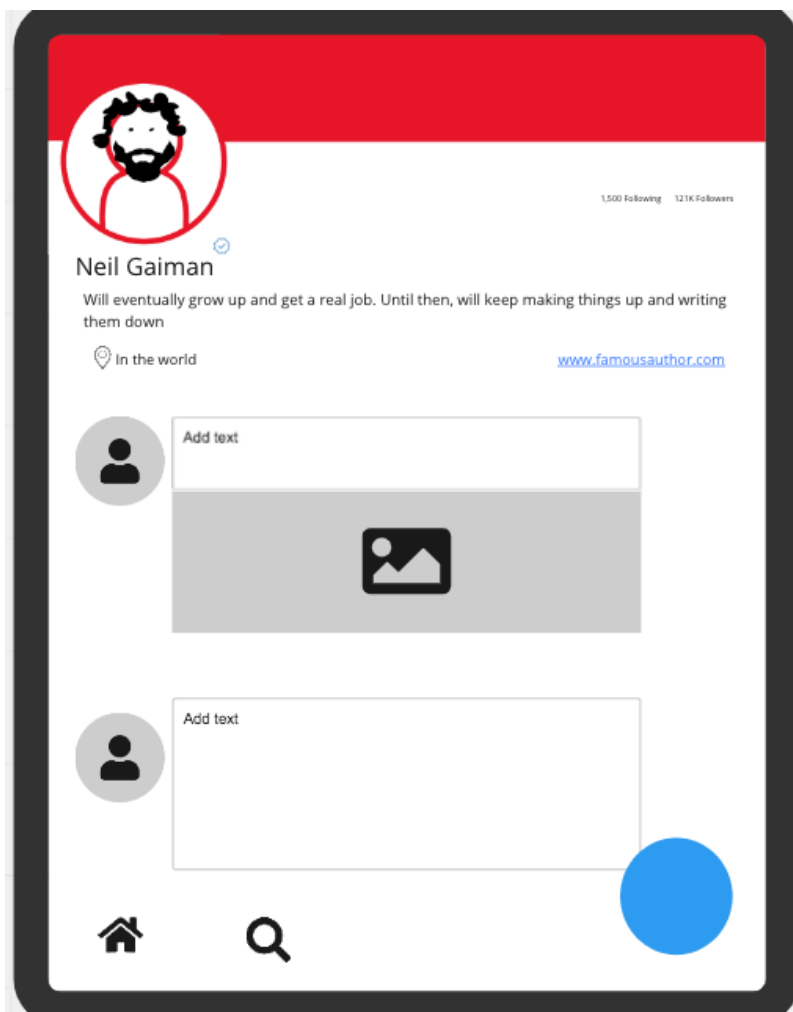 1,500 Following 121K Followers
Neil Gaiman
Will eventually grow up and get a real job. Until then, will keep making things up and writing
them down
In the world www.famousauthor.com
Add text
Add text